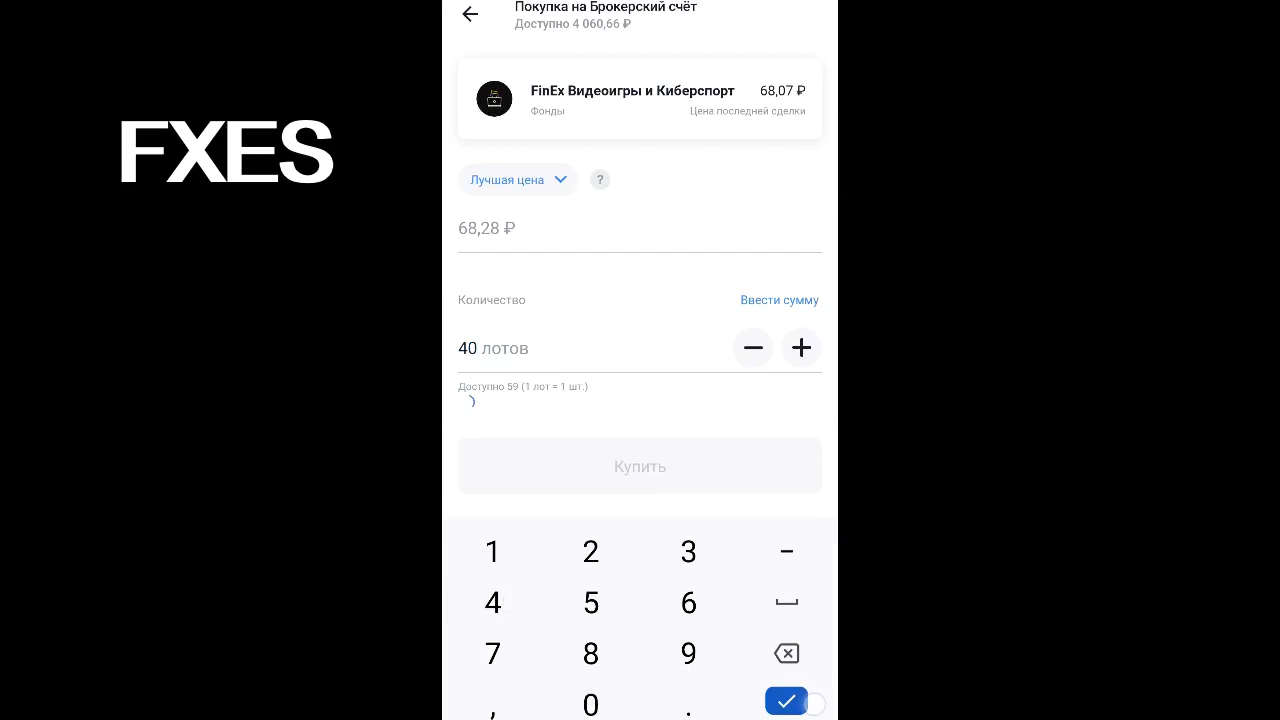 FXES
Покупка на Брокерский счёт
Доступно 4 060,66 ₽
FinEx Видеоигры и Киберспорт 68,07 ₽
Фонды Цена последней сделки
Лучшая цена ?
68,28 ₽
Количество Ввести сумму
40 лотов
Доступно 59 (1 лот = 1 шт.)
Купить
1 2 3 -
4 5 6
7 8 9
, 0 .